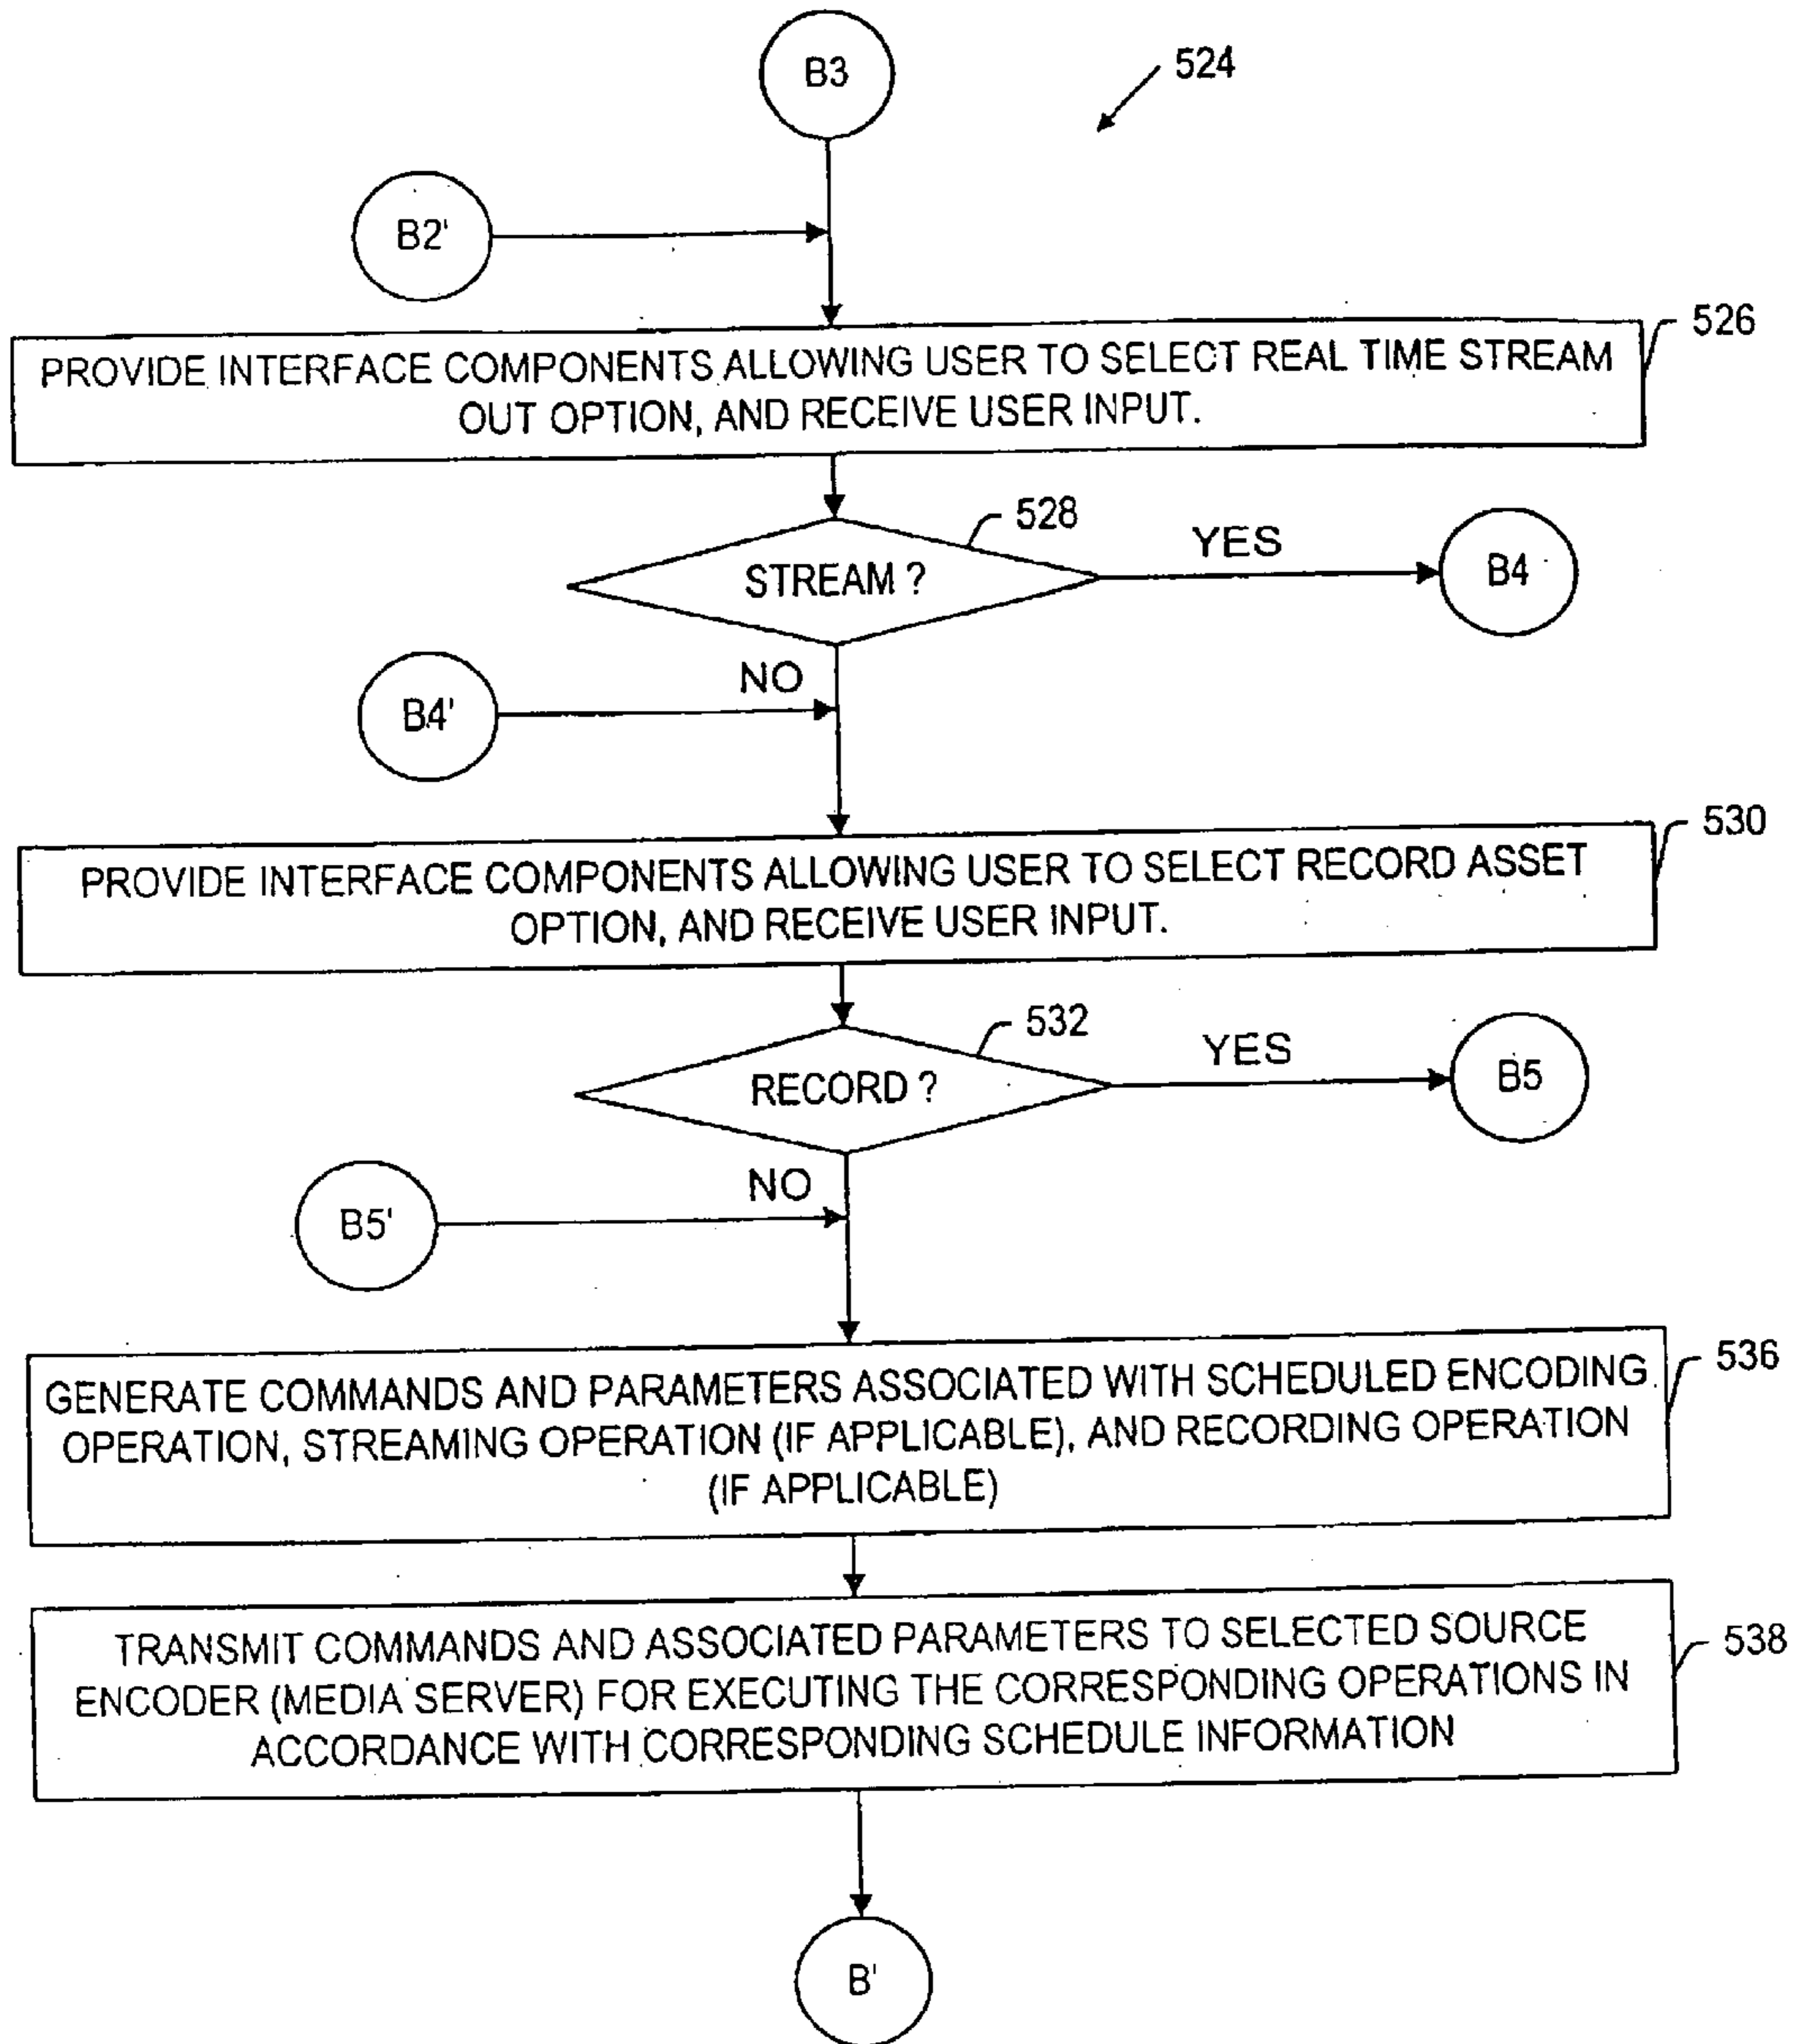 B3
524
B2'
526
PROVIDE INTERFACE COMPONENTS ALLOWING USER TO SELECT REAL TIME STREAM
OUT OPTION, AND RECEIVE USER INPUT.
528
STREAM ?
YES
B4
NO
B4'
530
PROVIDE INTERFACE COMPONENTS ALLOWING USER TO SELECT RECORD ASSET
OPTION, AND RECEIVE USER INPUT.
532
RECORD ?
YES
B5
NO
B5'
536
GENERATE COMMANDS AND PARAMETERS ASSOCIATED WITH SCHEDULED ENCODING
OPERATION, STREAMING OPERATION (IF APPLICABLE), AND RECORDING OPERATION
(IF APPLICABLE)
538
TRANSMIT COMMANDS AND ASSOCIATED PARAMETERS TO SELECTED SOURCE
ENCODER (MEDIA SERVER) FOR EXECUTING THE CORRESPONDING OPERATIONS IN
ACCORDANCE WITH CORRESPONDING SCHEDULE INFORMATION
B'